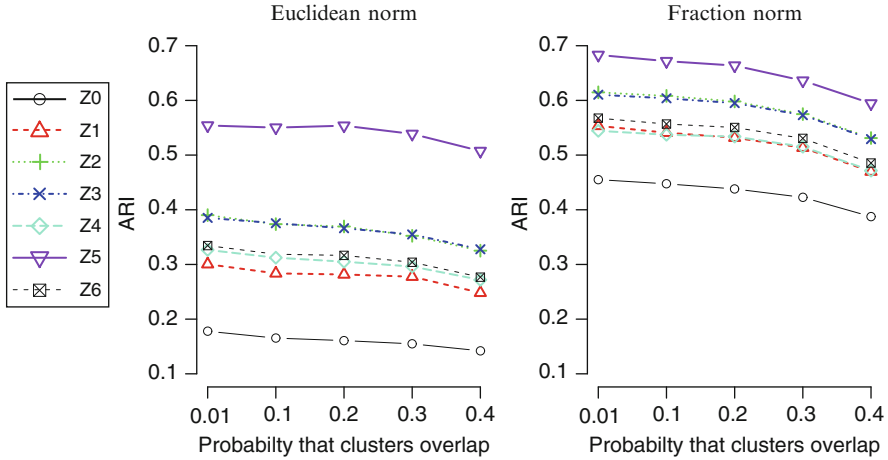 Euclidean norm
Fraction norm
Z0
Z1
Z2
Z3
Z4
Z5
Z6
ARI
0.7
0.6
0.5
0.4
0.3
0.2
0.1
0.01 0.1 0.2 0.3 0.4
Probabilty that clusters overlap
ARI
0.7
0.6
0.5
0.4
0.3
0.2
0.1
0.01 0.1 0.2 0.3 0.4
Probabilty that clusters overlap